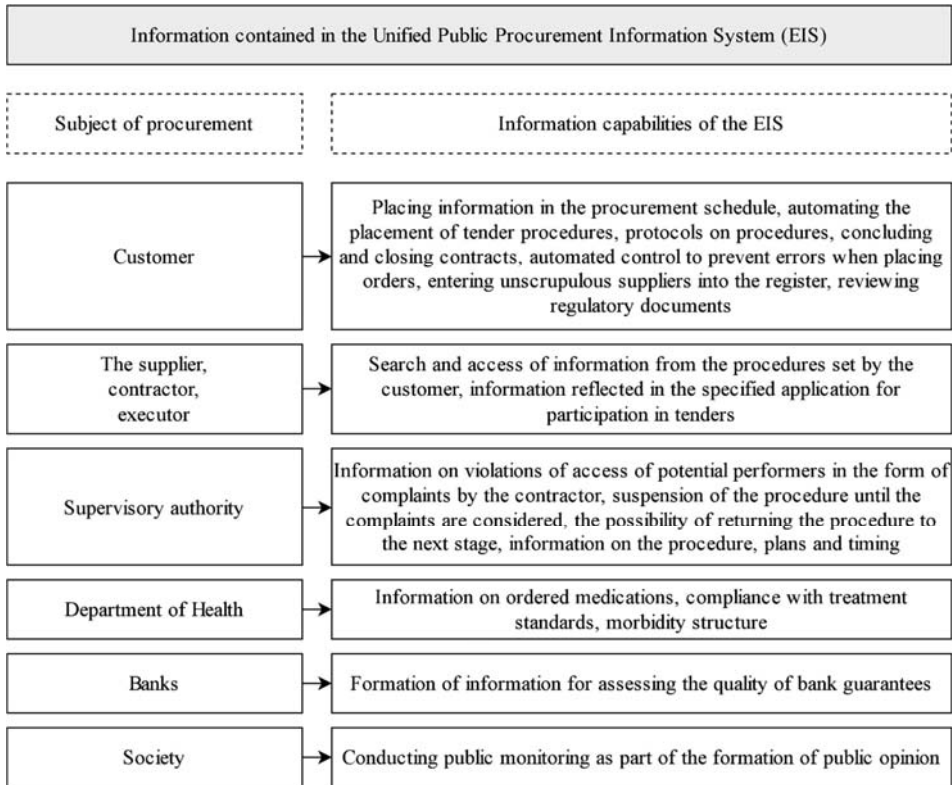 Information contained in the Unified Public Procurement Information System (EIS)
Subject of procurement
Information capabilities of the EIS
Customer
Placing information in the procurement schedule, automating the
placement of tender procedures, protocols on procedures, concluding
and closing contracts, automated control to prevent errors when placing
orders, entering unscrupulous suppliers into the register, reviewing
regulatory documents
The supplier,
contractor,
executor
Search and access of information from the procedures set by the
customer, information reflected in the specified application for
participation in tenders
Supervisory authority
Information on violations of access of potential performers in the form of
complaints by the contractor, suspension of the procedure until the
complaints are considered, the possibility of returning the procedure to
the next stage, information on the procedure, plans and timing
Department of Health
Information on ordered medications, compliance with treatment
standards, morbidity structure
Banks
Formation of information for assessing the quality of bank guarantees
Society
Conducting public monitoring as part of the formation of public opinion